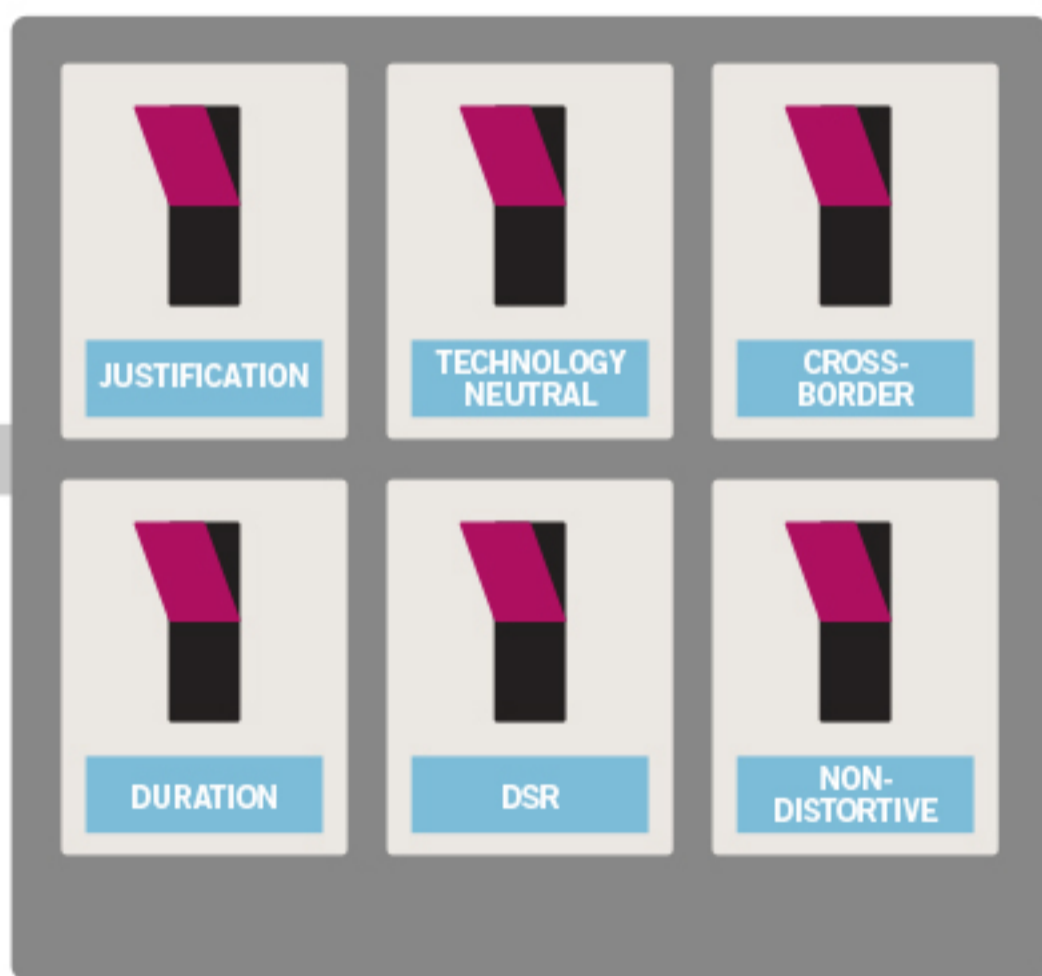 JUSTIFICATION
TECHNOLOGY
NEUTRAL
CROSS-
BORDER
DURATION
DSR
NON-
DISTORTIVE